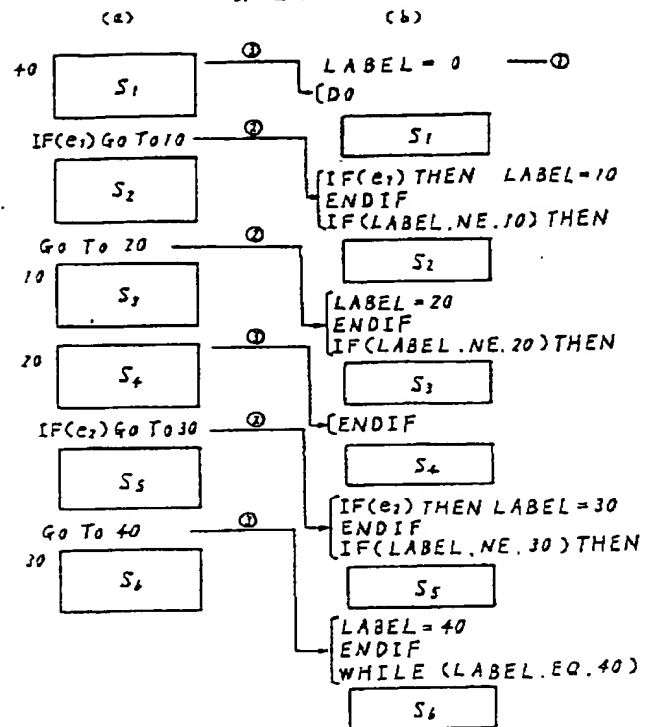 (a)
(b)
40
S1
③
LABEL = 0
①
DO
S1
IF(e1) Go To 10
②
IF(e1) THEN LABEL=10
ENDIF
IF(LABEL.NE.10) THEN
S2
S2
Go To 20
②
LABEL=20
ENDIF
IF(LABEL.NE.20) THEN
10
S3
S3
20
S4
③
ENDIF
S4
IF(e2) Go To 30
②
IF(e2) THEN LABEL=30
ENDIF
IF(LABEL.NE.30) THEN
S5
S5
Go To 40
LABEL=40
ENDIF
WHILE (LABEL.EQ.40)
30
S6
S6